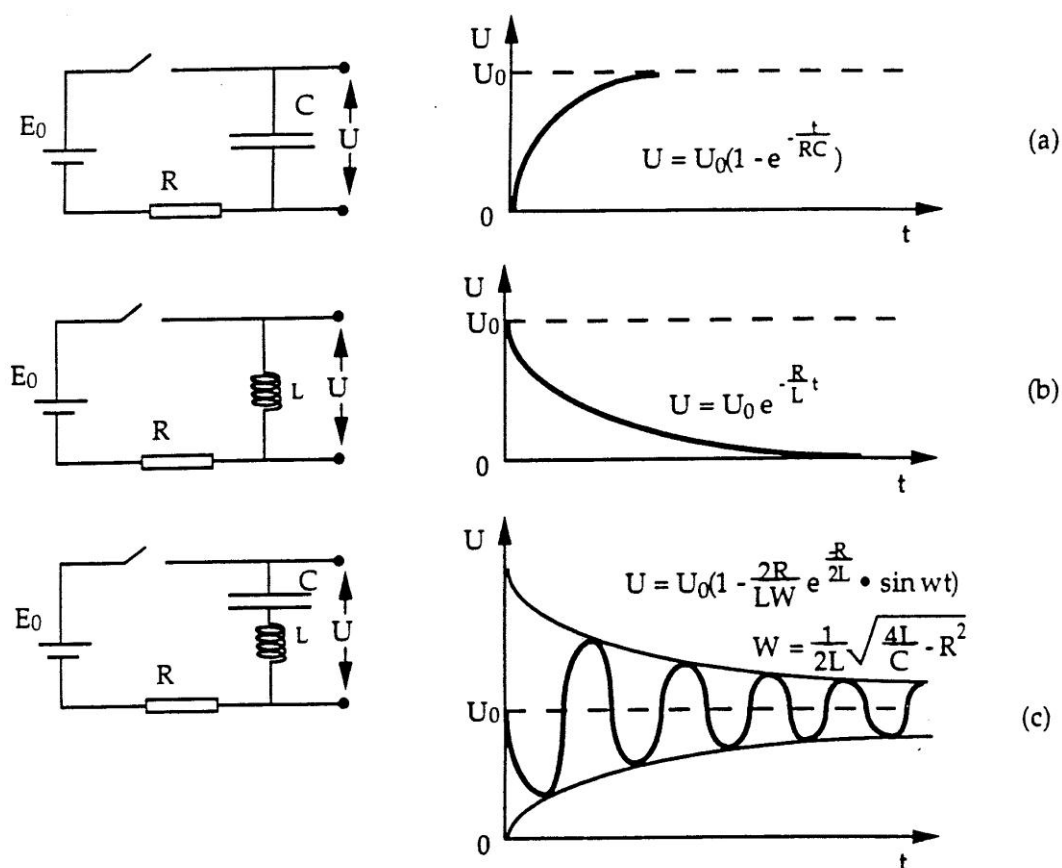 U
U₀
C
E₀
U
R
U = U₀(1 - e^(-t/RC))
(a)
0
t
U
U₀
E₀
L
U
R
U = U₀ e^(-R/L t)
(b)
0
t
U
C
U = U₀(1 - 2R/LW e^(-R/2L) • sin wt)
E₀
L
U
W = 1/2L √(4L/C - R²)
R
U₀
(c)
0
t